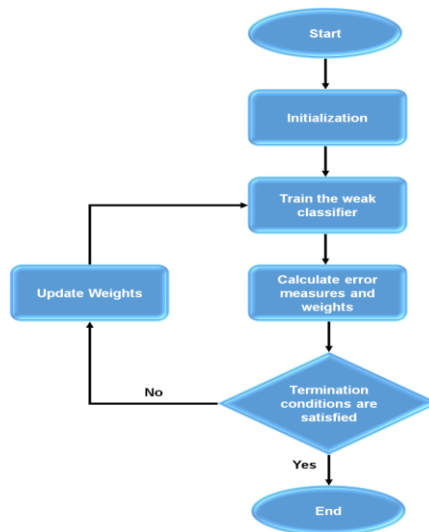 Start
Initialization
Train the weak
classifier
Update Weights
Calculate error
measures and
weights
No
Termination
conditions are
satisfied
Yes
End